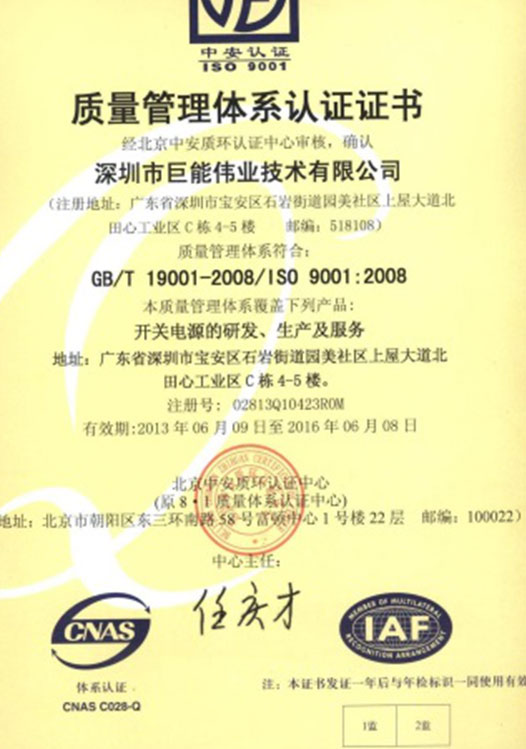 中安认证
ISO 9001
质量管理体系认证证书
经北京中安质环认证中心审核，确认
深圳市巨能伟业技术有限公司
（注册地址：广东省深圳市宝安区石岩街道园美社区上屋大道北
田心工业区C栋4-5楼 邮编：518108）
质量管理体系符合：
GB/T 19001-2008/ISO 9001:2008
本质量管理体系覆盖下列产品：
开关电源的研发、生产及服务
地址：广东省深圳市宝安区石岩街道园美社区上屋大道北
田心工业区C栋4-5楼。
注册号：02813Q10423R0M
有效期:2013年06月09日至2016年06月08日
北京中安质环认证中心
(原8·1质量体系认证中心)
地址：北京市朝阳区东三环南路58号富顿中心1号楼22层 邮编：100022）
中心主任：
任庆才
CNAS
MEMBER OF MULTILATERAL
IAF
RECOGNITION ARRANGEMENT
体系认证
CNAS C028-Q
注：本证书发证一年后与年检标识一同使用有效
1监 2监